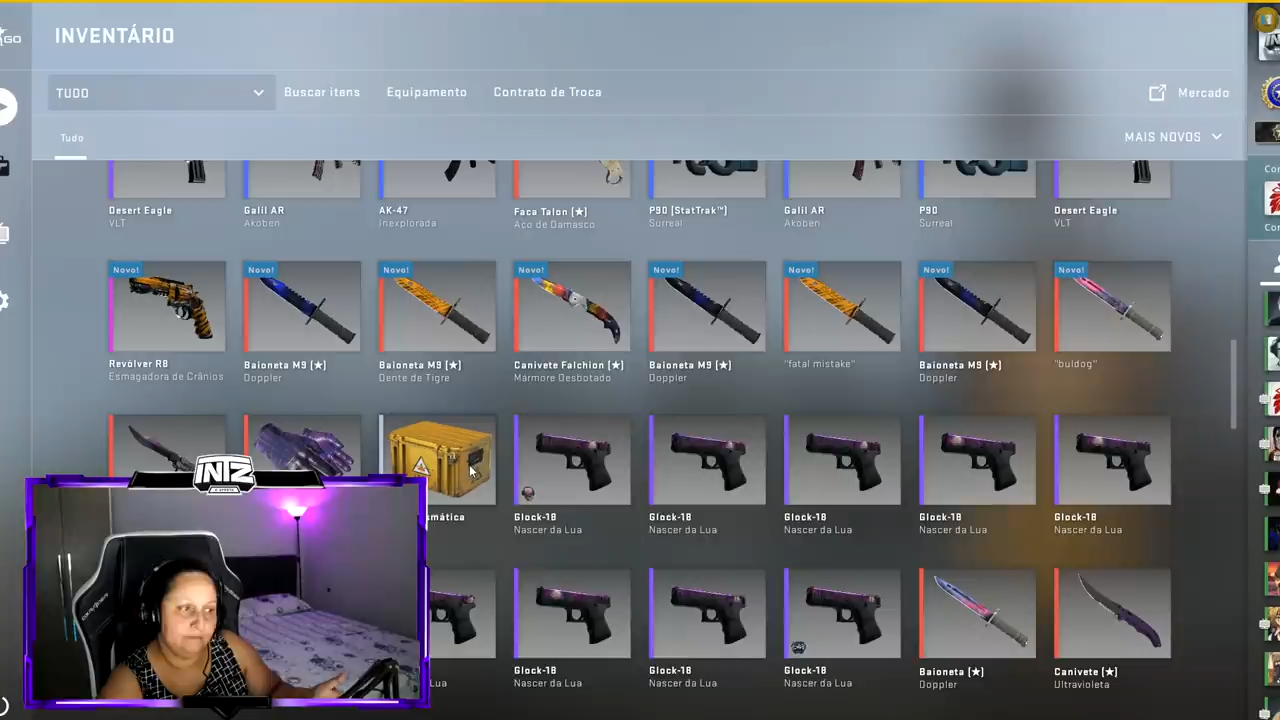 GO
INVENTÁRIO
TUDO
Buscar itens
Equipamento
Contrato de Troca
Mercado
Tudo
MAIS NOVOS
Desert Eagle
VLT
Galil AR
Akoben
AK-47
Inexplorada
Faca Talon (★)
Aço de Damasco
P90 (StatTrak™)
Surreal
Galil AR
Akoben
P90
Surreal
Desert Eagle
VLT
Novo!
Novo!
Novo!
Novo!
Novo!
Novo!
Novo!
Novo!
Revólver R8
Esmagadora de Crânios
Baioneta M9 (★)
Doppler
Baioneta M9 (★)
Dente de Tigre
Canivete Falchion (★)
Mármore Desbotado
Baioneta M9 (★)
Doppler
"fatal mistake"
Baioneta M9 (★)
Doppler
"buldog"
mática
Glock-18
Nascer da Lua
Glock-18
Nascer da Lua
Glock-18
Nascer da Lua
Glock-18
Nascer da Lua
Glock-18
Nascer da Lua
INTZ
Lua
Glock-18
Nascer da Lua
Glock-18
Nascer da Lua
Glock-18
Nascer da Lua
Baioneta (★)
Doppler
Canivete (★)
Ultravioleta